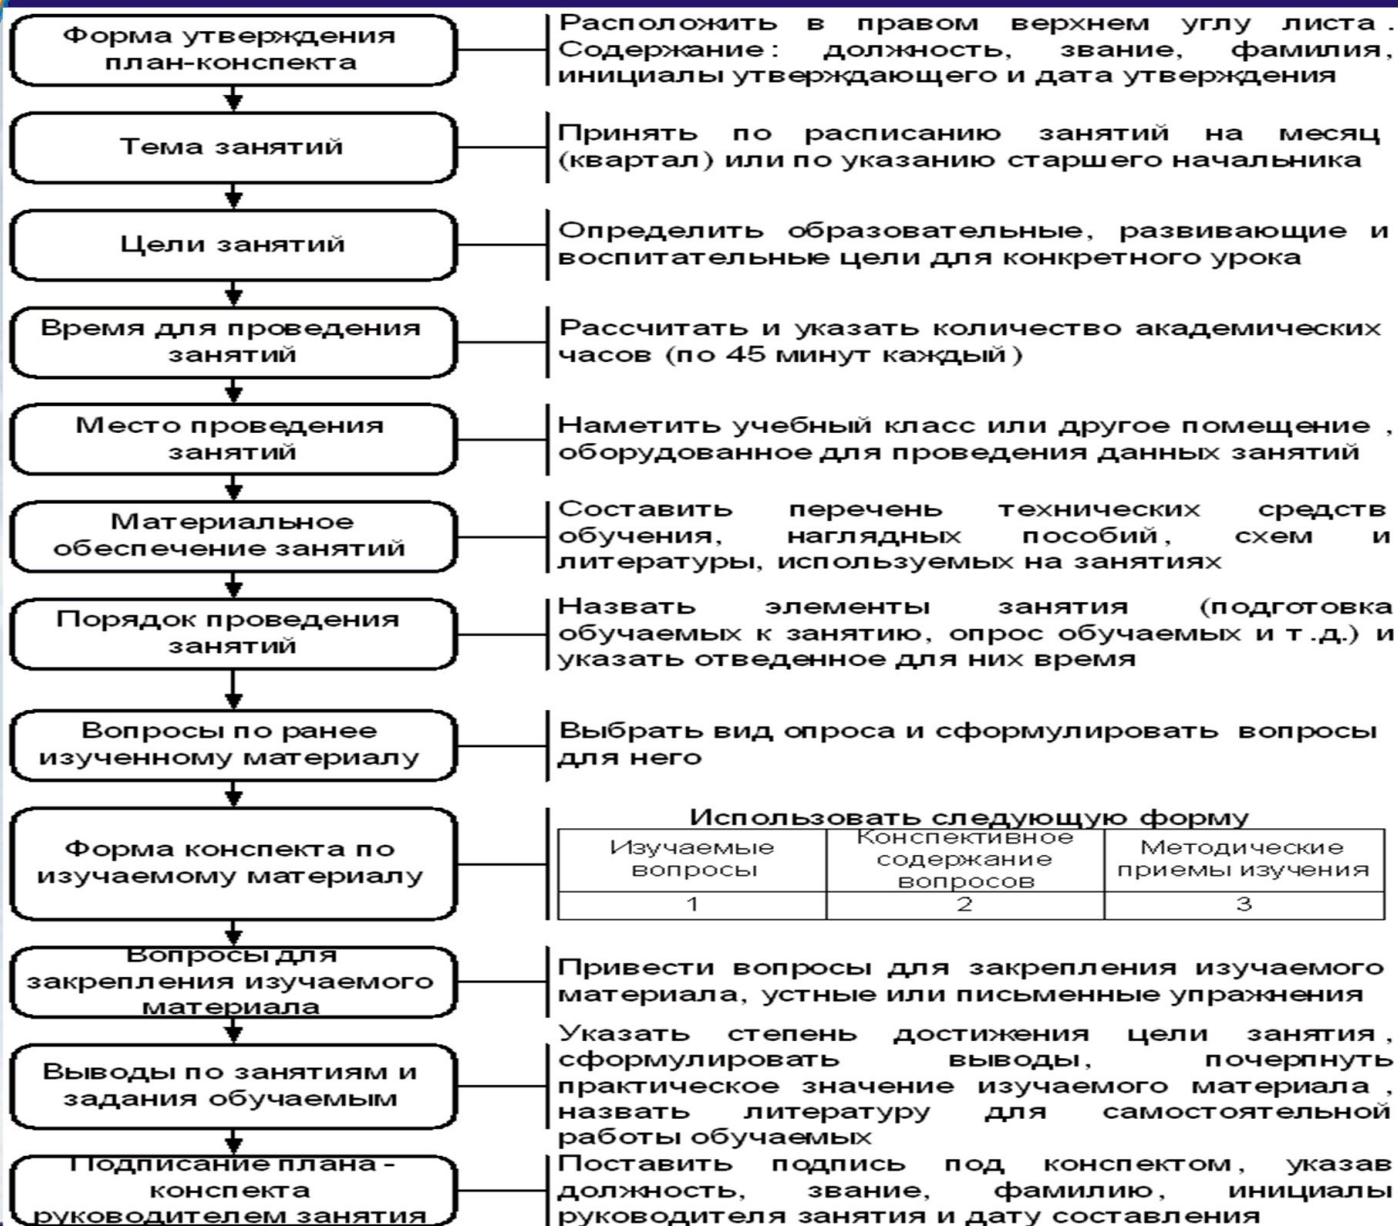 Форма утверждения
план-конспекта
Расположить в правом верхнем углу листа.
Содержание: должность, звание, фамилия,
инициалы утверждающего и дата утверждения
Тема занятий
Принять по расписанию занятий на месяц
(квартал) или по указанию старшего начальника
Цели занятий
Определить образовательные, развивающие и
воспитательные цели для конкретного урока
Время для проведения
занятий
Рассчитать и указать количество академических
часов (по 45 минут каждый)
Место проведения
занятий
Наметить учебный класс или другое помещение,
оборудованное для проведения данных занятий
Материальное
обеспечение занятий
Составить перечень технических средств
обучения, наглядных пособий, схем и
литературы, используемых на занятиях
Порядок проведения
занятий
Назвать элементы занятия (подготовка
обучаемых к занятию, опрос обучаемых и т.д.) и
указать отведенное для них время
Вопросы по ранее
изученному материалу
Выбрать вид опроса и сформулировать вопросы
для него
Форма конспекта по
изучаемому материалу
Использовать следующую форму
Изучаемые
вопросы
Конспективное
содержание
вопросов
Методические
приемы изучения
1
2
3
Вопросы для
закрепления изучаемого
материала
Привести вопросы для закрепления изучаемого
материала, устные или письменные упражнения
Выводы по занятиям и
задания обучаемым
Указать степень достижения цели занятия,
сформулировать выводы, почерпнуть
практическое значение изучаемого материала,
назвать литературу для самостоятельной
работы обучаемых
Подписание плана-
конспекта
руководителем занятия
Поставить подпись под конспектом, указав
должность, звание, фамилию, инициалы
руководителя занятия и дату составления